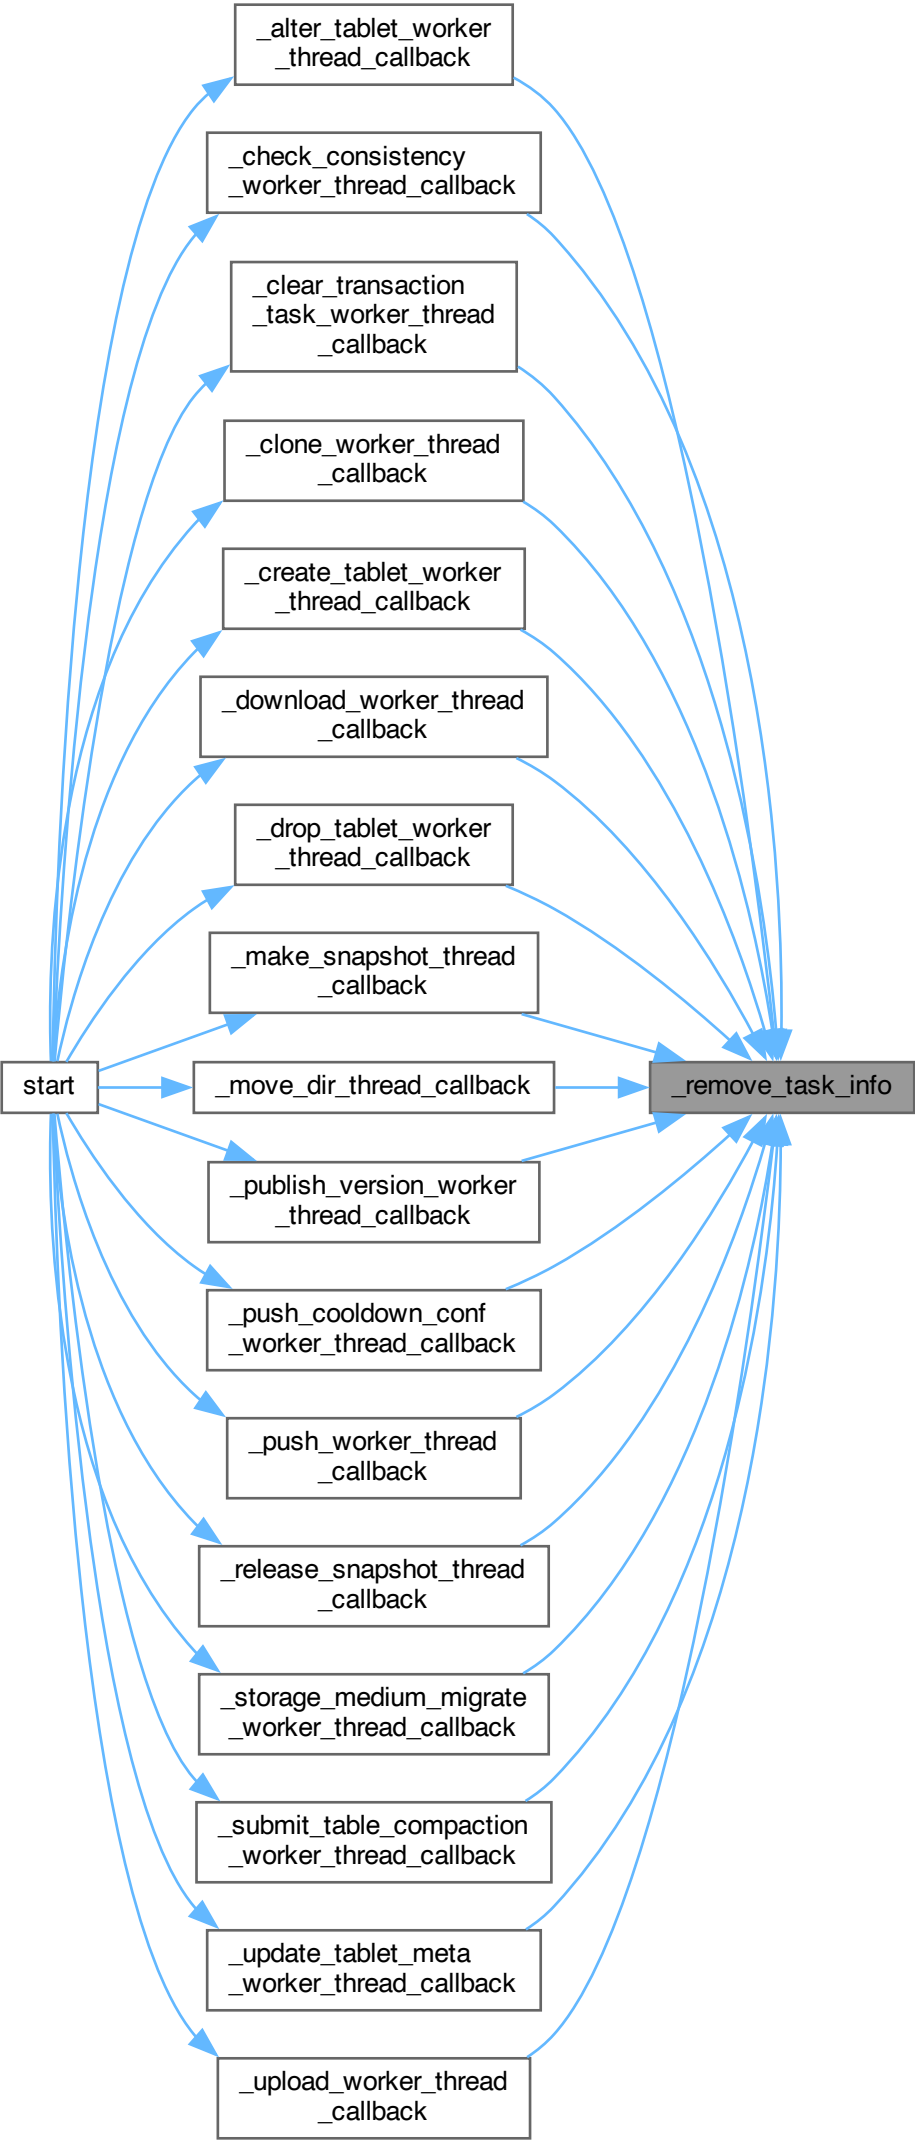 _alter_tablet_worker
_thread_callback
_check_consistency
_worker_thread_callback
_clear_transaction
_task_worker_thread
_callback
_clone_worker_thread
_callback
_create_tablet_worker
_thread_callback
_download_worker_thread
_callback
_drop_tablet_worker
_thread_callback
_make_snapshot_thread
_callback
start
_move_dir_thread_callback
_remove_task_info
_publish_version_worker
_thread_callback
_push_cooldown_conf
_worker_thread_callback
_push_worker_thread
_callback
_release_snapshot_thread
_callback
_storage_medium_migrate
_worker_thread_callback
_submit_table_compaction
_worker_thread_callback
_update_tablet_meta
_worker_thread_callback
_upload_worker_thread
_callback